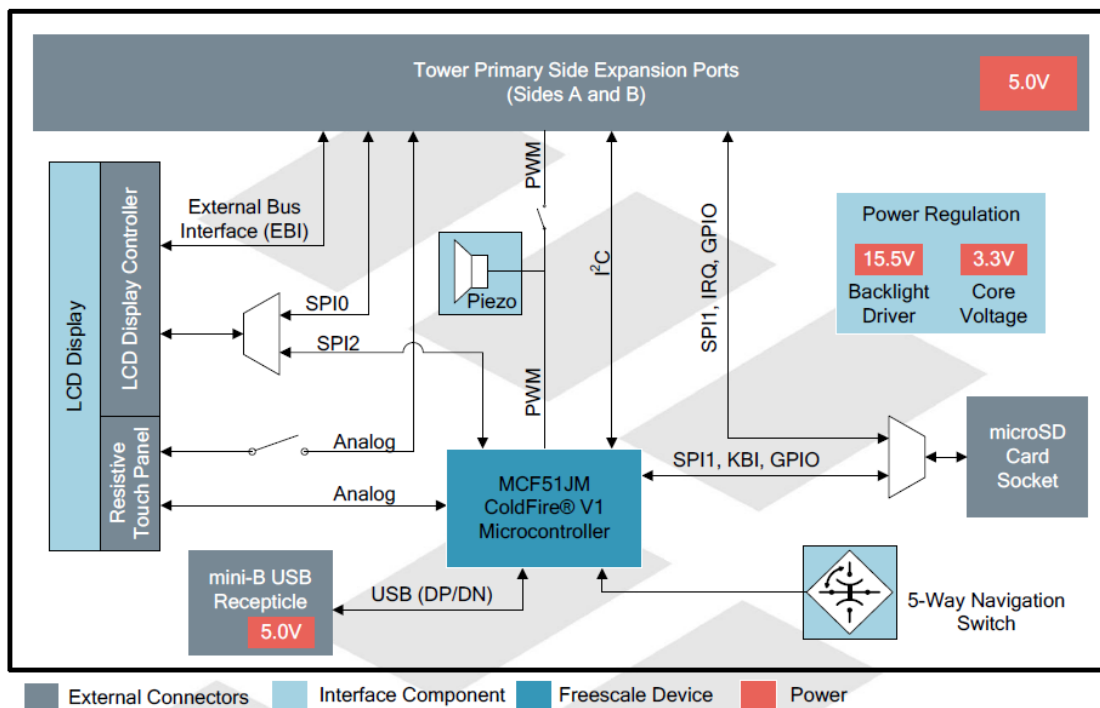 Tower Primary Side Expansion Ports
(Sides A and B)
5.0V
LCD Display
LCD Display Controller
Resistive
Touch Panel
External Bus
Interface (EBI)
SPI0
SPI2
Analog
Analog
PWM
Piezo
PWM
I²C
SPI1, IRQ, GPIO
Power Regulation
15.5V
Backlight
Driver
3.3V
Core
Voltage
MCF51JM
ColdFire® V1
Microcontroller
SPI1, KBI, GPIO
microSD
Card
Socket
mini-B USB
Recepticle
5.0V
USB (DP/DN)
5-Way Navigation
Switch
External Connectors
Interface Component
Freescale Device
Power